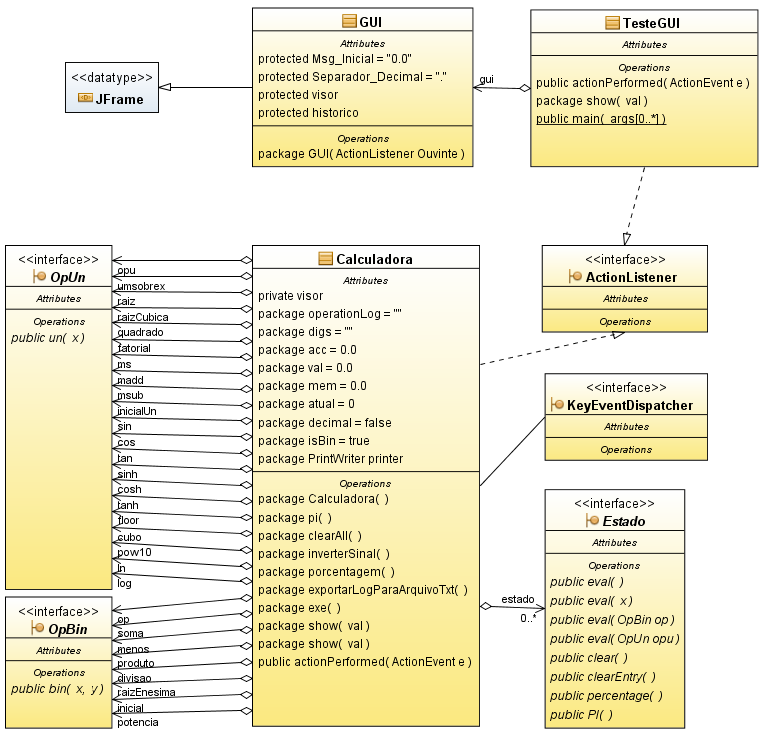 GUI
Attributes
protected Msg_Inicial = "0.0"
protected Separador_Decimal = "."
protected visor
protected historico
Operations
package GUI( ActionListener Ouvinte )
TesteGUI
Attributes
Operations
public actionPerformed( ActionEvent e )
package show( val )
public main( args[0..*] )
gui
<<datatype>>
JFrame
<<interface>>
OpUn
Attributes
Operations
public un( x )
opu
umsobrex
raiz
raizCubica
quadrado
fatorial
ms
madd
msub
inicialUn
sin
cos
tan
sinh
cosh
tanh
floor
cubo
pow10
ln
log
Calculadora
Attributes
private visor
package operationLog = ""
package digs = ""
package acc = 0.0
package val = 0.0
package mem = 0.0
package atual = 0
package decimal = false
package isBin = true
package PrintWriter printer
Operations
package Calculadora( )
package pi( )
package clearAll( )
package inverterSinal( )
package porcentagem( )
package exportarLogParaArquivoTxt( )
package exe( )
package show( val )
package show( val )
public actionPerformed( ActionEvent e )
<<interface>>
ActionListener
Attributes
Operations
<<interface>>
KeyEventDispatcher
Attributes
Operations
<<interface>>
Estado
Attributes
Operations
public eval( )
public eval( x )
public eval( OpBin op )
public eval( OpUn opu )
public clear( )
public clearEntry( )
public percentage( )
public PI( )
estado
0..*
<<interface>>
OpBin
Attributes
Operations
public bin( x, y )
op
soma
menos
produto
divisao
raizEnesima
inicial
potencia